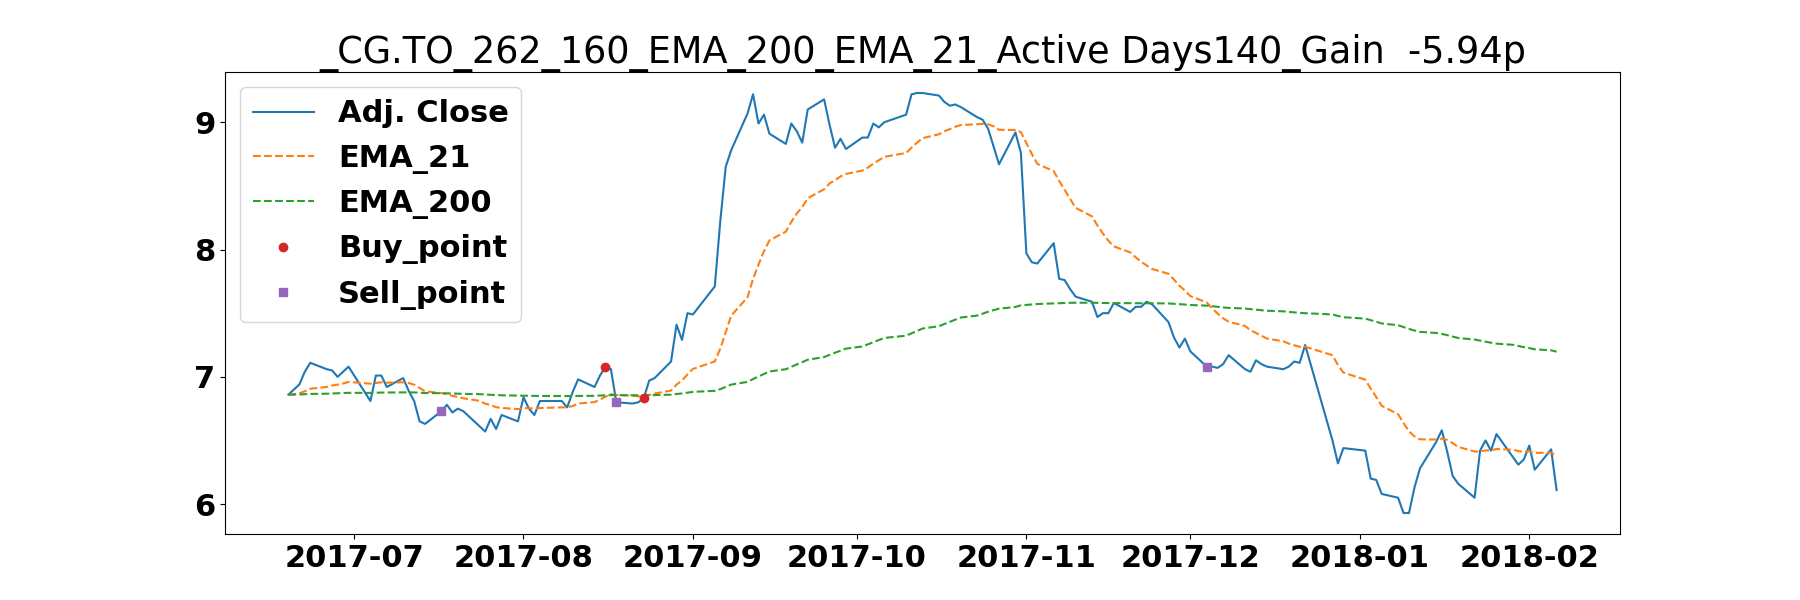 _CG.TO_262_160_EMA_200_EMA_21_Active Days140_Gain  -5.94p
Adj. Close
EMA_21
EMA_200
Buy_point
Sell_point
9
8
7
6
2017-07 2017-08 2017-09 2017-10 2017-11 2017-12 2018-01 2018-02